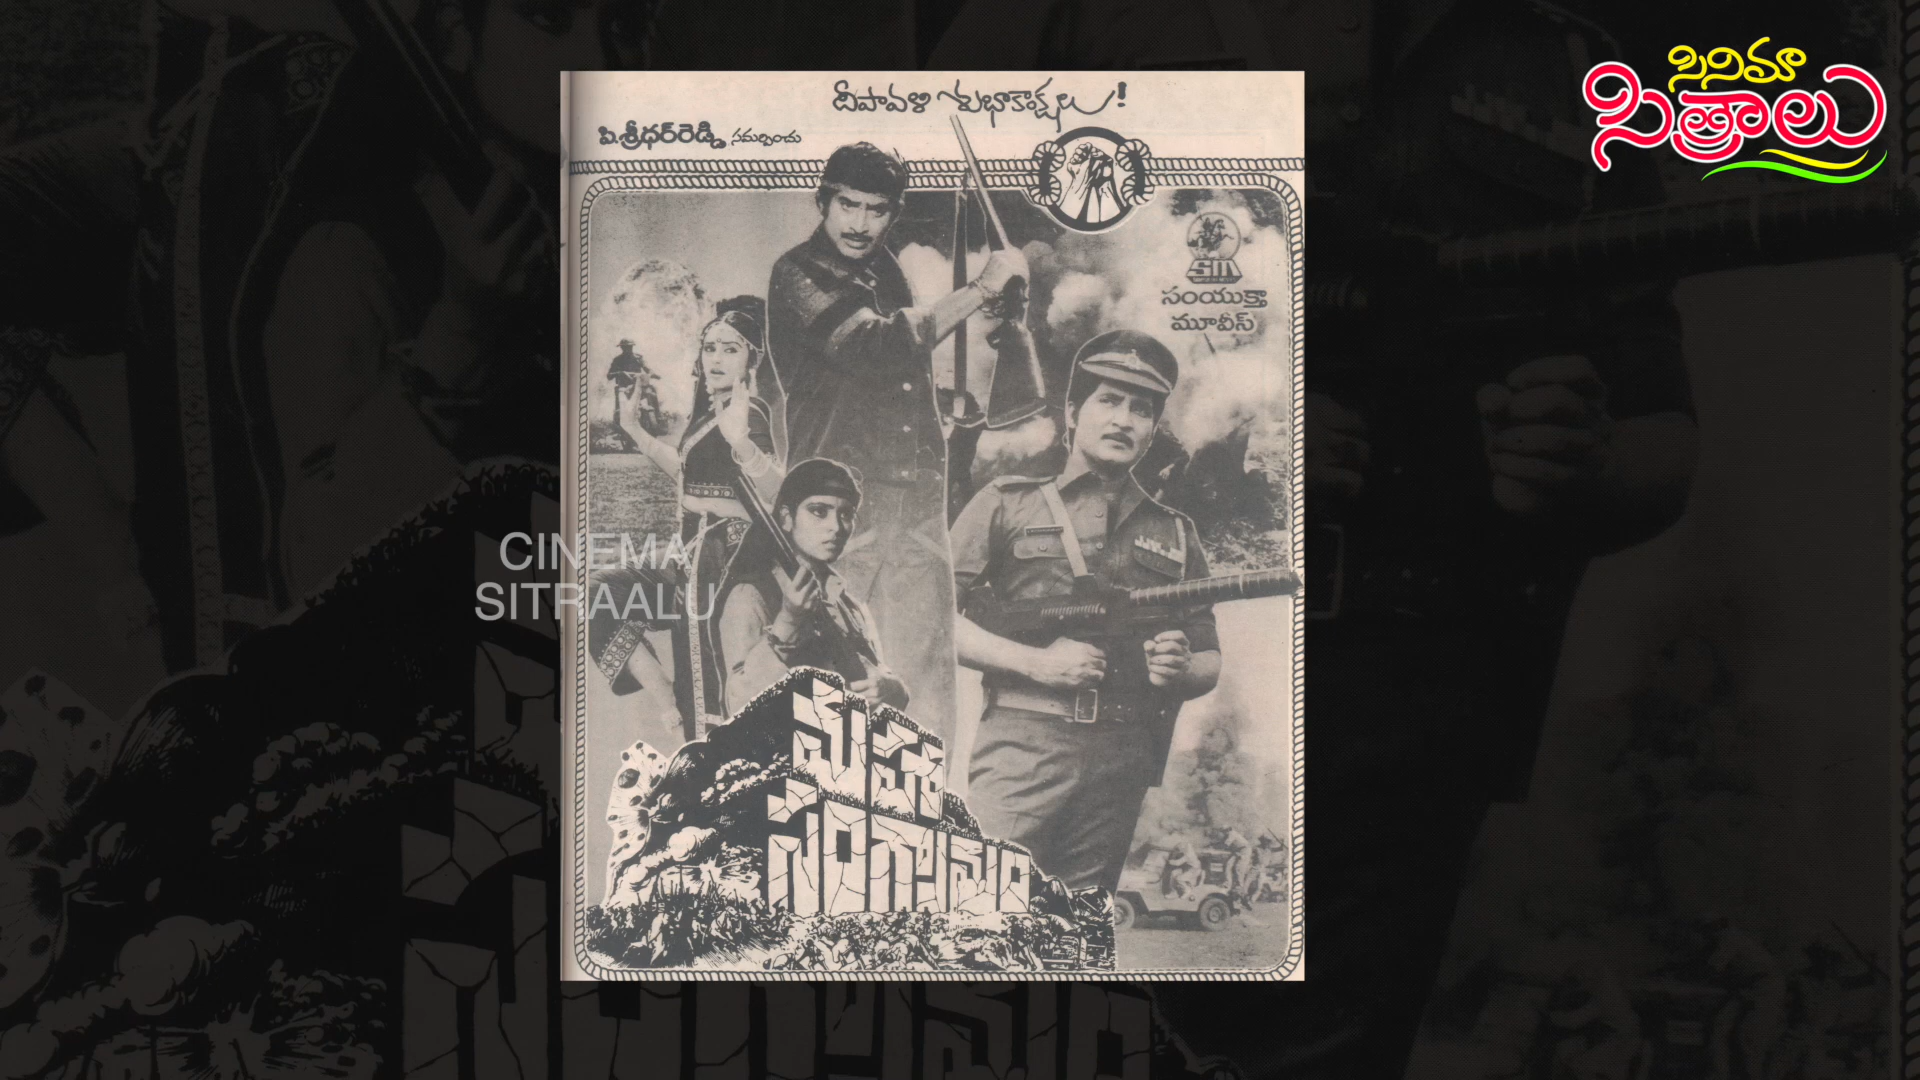 సినిమా
సిత్రాలు
దీపావళి శుభాకాంక్షలు!
పి.శ్రీధర్‌రెడ్డి సమర్పించు
SM
సంయుక్తా
మూవీస్
CINEMA
SITRAALU
మహా
సంగ్రామం